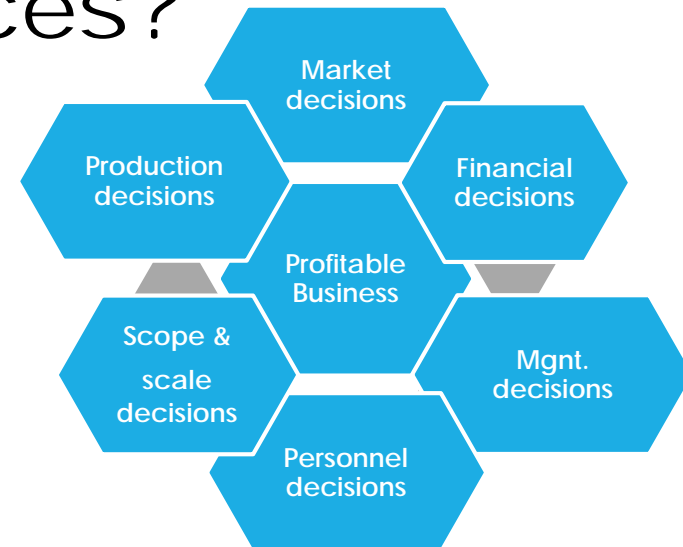 ces?
Market
decisions
Production
decisions
Financial
decisions
Profitable
Business
Scope &
scale
decisions
Mgnt.
decisions
Personnel
decisions